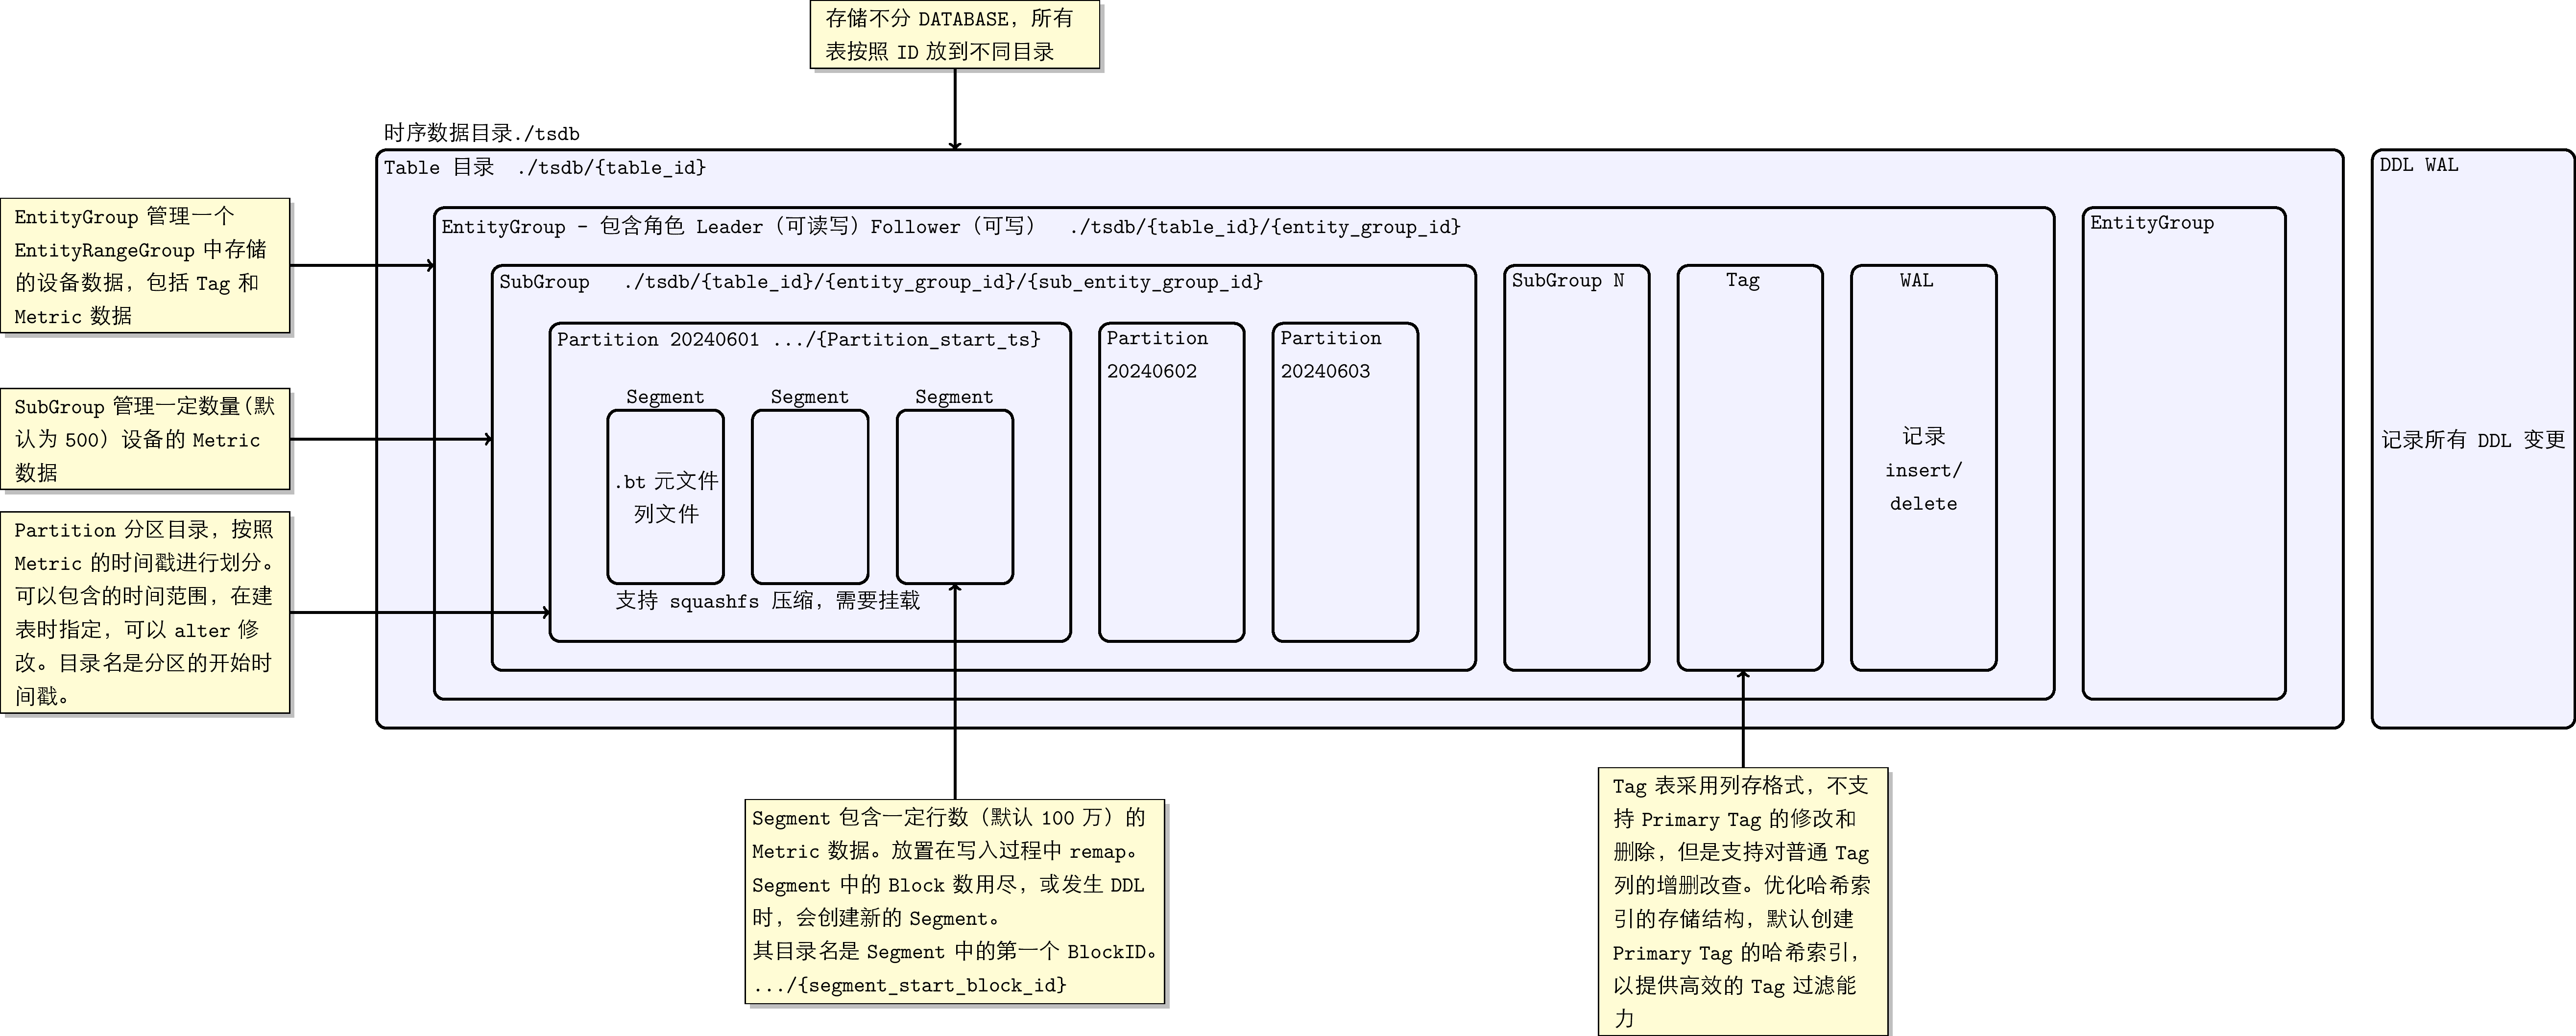 存储不分 DATABASE，所有
表按照 ID 放到不同目录
时序数据目录./tsdb
Table 目录 ./tsdb/{table_id}
DDL WAL
记录所有 DDL 变更
EntityGroup 管理一个
EntityRangeGroup 中存储
的设备数据，包括 Tag 和
Metric 数据
EntityGroup - 包含角色 Leader（可读写）Follower（可写） ./tsdb/{table_id}/{entity_group_id}
EntityGroup
SubGroup ./tsdb/{table_id}/{entity_group_id}/{sub_entity_group_id}
SubGroup N
Tag
WAL
记录
insert/
delete
Partition 20240601 .../{Partition_start_ts}
Partition
20240602
Partition
20240603
Segment
Segment
Segment
.bt 元文件
列文件
支持 squashfs 压缩，需要挂载
SubGroup 管理一定数量(默
认为 500）设备的 Metric
数据
Partition 分区目录，按照
Metric 的时间戳进行划分。
可以包含的时间范围，在建
表时指定，可以 alter 修
改。目录名是分区的开始时
间戳。
Segment 包含一定行数（默认 100 万）的
Metric 数据。放置在写入过程中 remap。
Segment 中的 Block 数用尽，或发生 DDL
时，会创建新的 Segment。
其目录名是 Segment 中的第一个 BlockID。
.../{segment_start_block_id}
Tag 表采用列存格式，不支
持 Primary Tag 的修改和
删除，但是支持对普通 Tag
列的增删改查。优化哈希索
引的存储结构，默认创建
Primary Tag 的哈希索引，
以提供高效的 Tag 过滤能
力